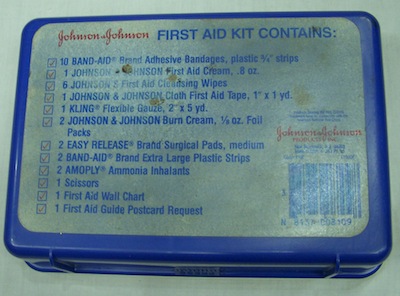 Johnson & Johnson FIRST AID KIT CONTAINS:
10 BAND-AID® Brand Adhesive Bandages, plastic ¾" strips
1 JOHNSON & JOHNSON First Aid Cream, .8 oz.
6 JOHNSON'S First Aid Cleansing Wipes
1 JOHNSON & JOHNSON Cloth First Aid Tape, 1" x 1 yd.
1 KLING® Flexible Gauze, 2" x 5 yd.
2 JOHNSON & JOHNSON Burn Cream, 1/8 oz. Foil
Packs
2 EASY RELEASE® Brand Surgical Pads, medium
2 BAND-AID® Brand Extra Large Plastic Strips
2 AMOPLY® Ammonia Inhalants
1 Scissors
1 First Aid Wall Chart
1 First Aid Guide Postcard Request
Johnson & Johnson